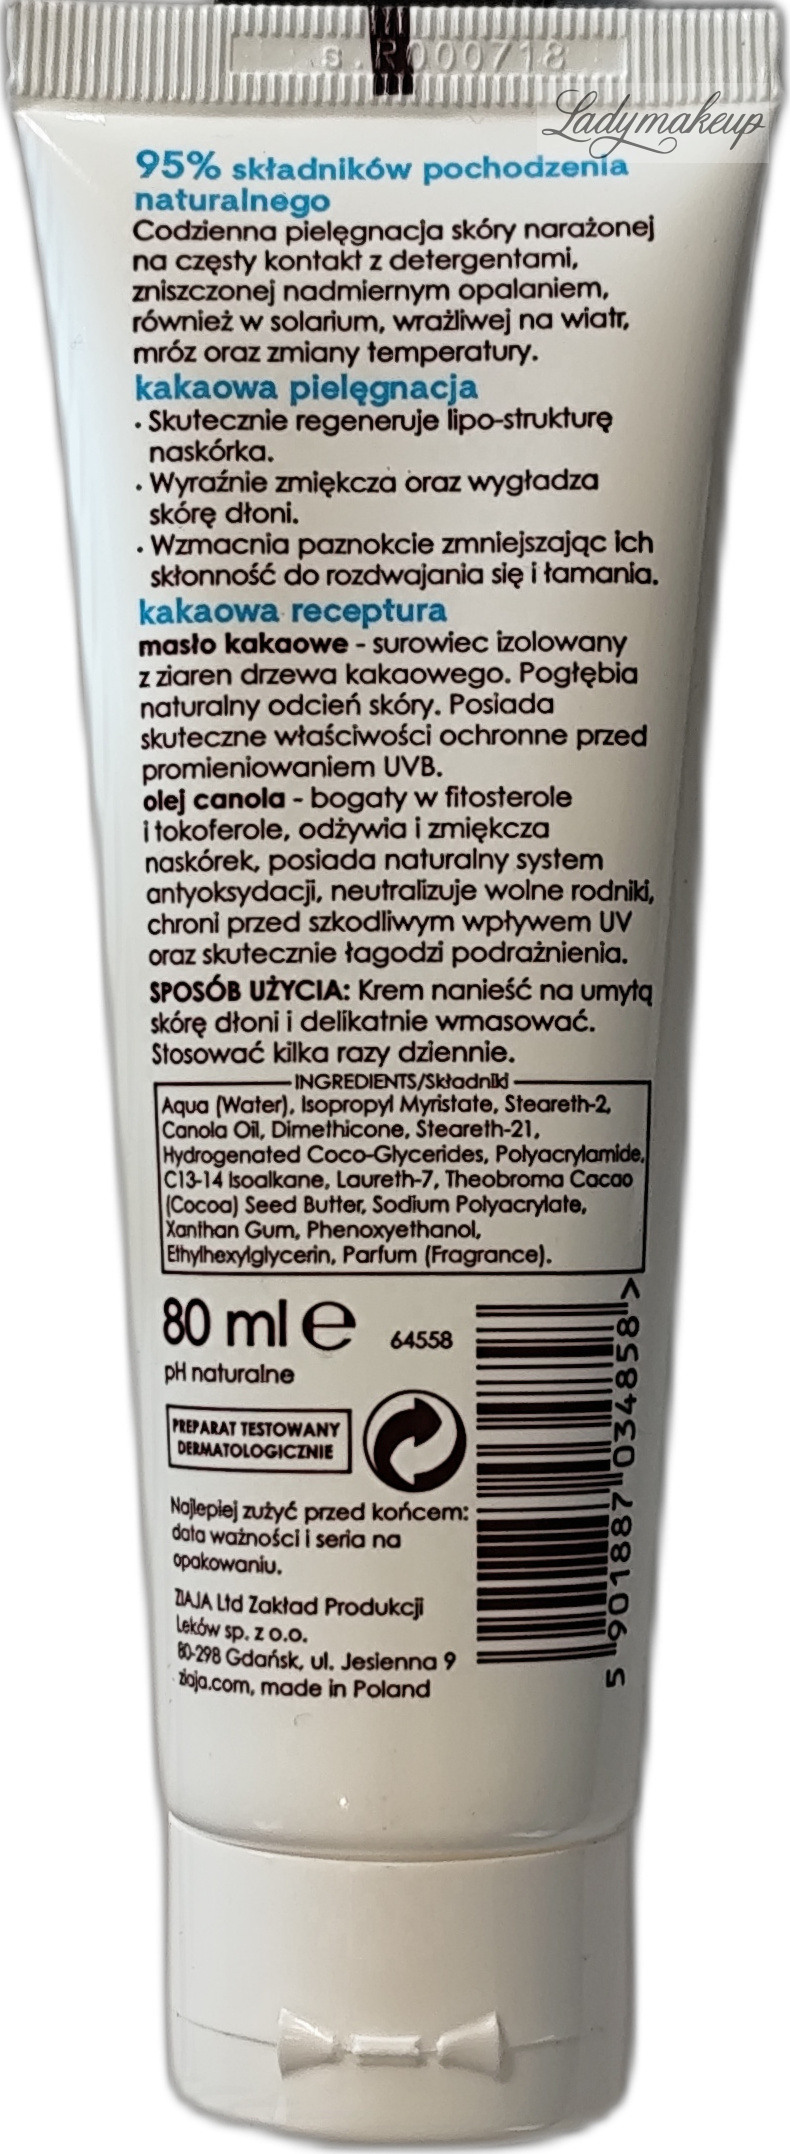 s.R000718
Ladymakeup
95% składników pochodzenia
naturalnego
Codzienna pielęgnacja skóry narażonej
na częsty kontakt z detergentami,
zniszczonej nadmiernym opalaniem,
również w solarium, wrażliwej na wiatr,
mróz oraz zmiany temperatury.
kakaowa pielęgnacja
· Skutecznie regeneruje lipo-strukturę
naskórka.
· Wyraźnie zmiękcza oraz wygładza
skórę dłoni.
· Wzmacnia paznokcie zmniejszając ich
skłonność do rozdwajania się i łamania.
kakaowa receptura
masło kakaowe - surowiec izolowany
z ziaren drzewa kakaowego. Pogłębia
naturalny odcień skóry. Posiada
skuteczne właściwości ochronne przed
promieniowaniem UVB.
olej canola - bogaty w fitosterole
i tokoferole, odżywia i zmiękcza
naskórek, posiada naturalny system
antyoksydacji, neutralizuje wolne rodniki,
chroni przed szkodliwym wpływem UV
oraz skutecznie łagodzi podrażnienia.
SPOSÓB UŻYCIA: Krem nanieść na umytą
skórę dłoni i delikatnie wmasować.
Stosować kilka razy dziennie.
INGREDIENTS/Składniki
Aqua (Water), Isopropyl Myristate, Steareth-2,
Canola Oil, Dimethicone, Steareth-21,
Hydrogenated Coco-Glycerides, Polyacrylamide,
C13-14 Isoalkane, Laureth-7, Theobroma Cacao
(Cocoa) Seed Butter, Sodium Polyacrylate,
Xanthan Gum, Phenoxyethanol,
Ethylhexylglycerin, Parfum (Fragrance).
80 ml e 64558
pH naturalne
PREPARAT TESTOWANY
DERMATOLOGICZNIE
Najlepiej zużyć przed końcem:
data ważności i seria na
opakowaniu.
ZIAJA Ltd Zakład Produkcji
Leków sp. z o.o.
80-298 Gdańsk, ul. Jesienna 9
ziaja.com, made in Poland
5 901887 034858 >